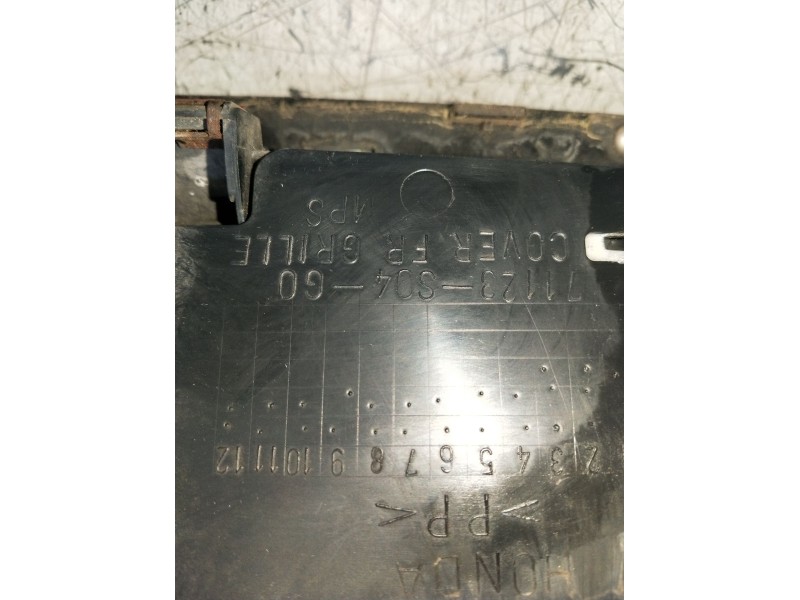 HONDA
>PP<
2 3 4 5 6 7 8 9 10 11 12
71123-S04-G0
COVER FR GRILLE
MPS